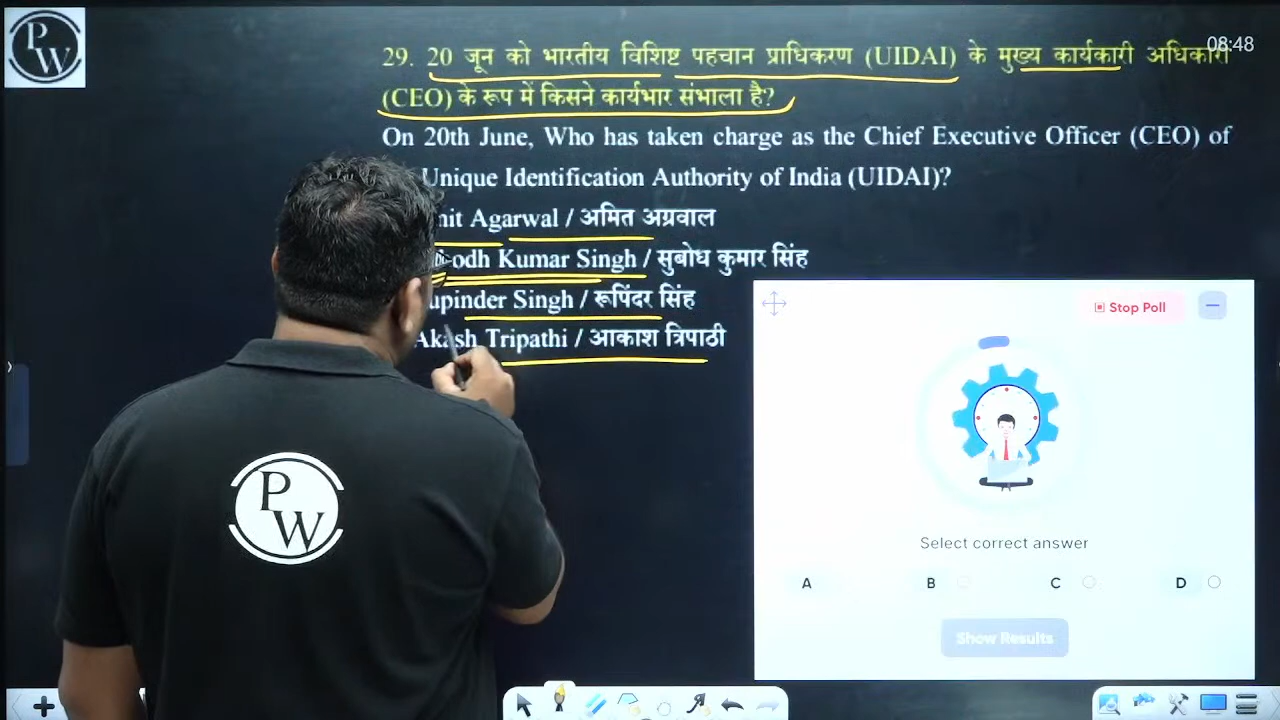 P
W
08:48
29. 20 जून को भारतीय विशिष्ट पहचान प्राधिकरण (UIDAI) के मुख्य कार्यकारी अधिकारी
(CEO) के रूप में किसने कार्यभार संभाला है?
On 20th June, Who has taken charge as the Chief Executive Officer (CEO) of
Unique Identification Authority of India (UIDAI)?
Agarwal / अमित अग्रवाल
Kumar Singh / सुबोध कुमार सिंह
Singh / रूपिंदर सिंह
Akash Tripathi / आकाश त्रिपाठी
Stop Poll
Select correct answer
A B C D
Show Results
P
W